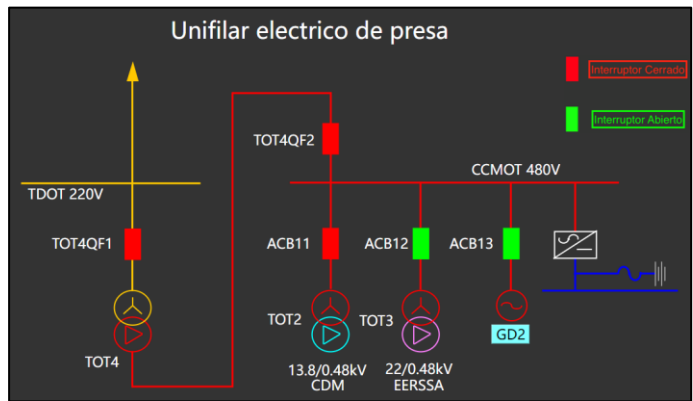 Unifilar electrico de presa
Interruptor Cerrado
Interruptor Abierto
TOT4QF2
CCMOT 480V
TDOT 220V
TOT4QF1
ACB11
ACB12
ACB13
TOT2
TOT3
GD2
TOT4
13.8/0.48kV
CDM
22/0.48kV
EERSSA